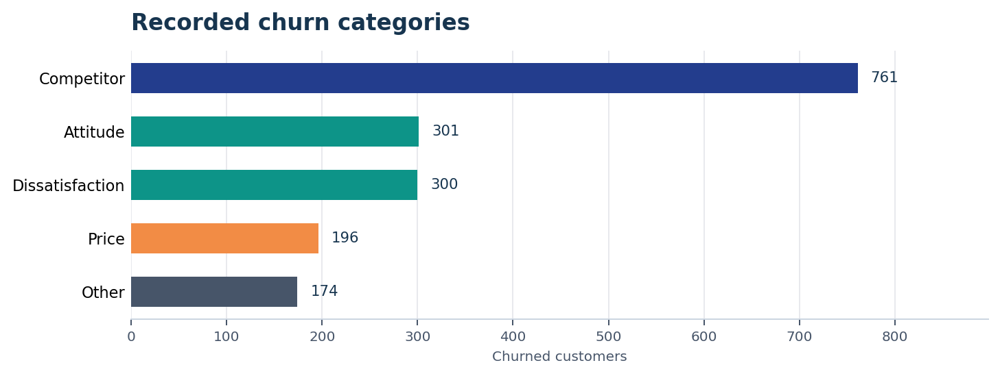 Recorded churn categories
Competitor 761
Attitude 301
Dissatisfaction 300
Price 196
Other 174
0 100 200 300 400 500 600 700 800
Churned customers